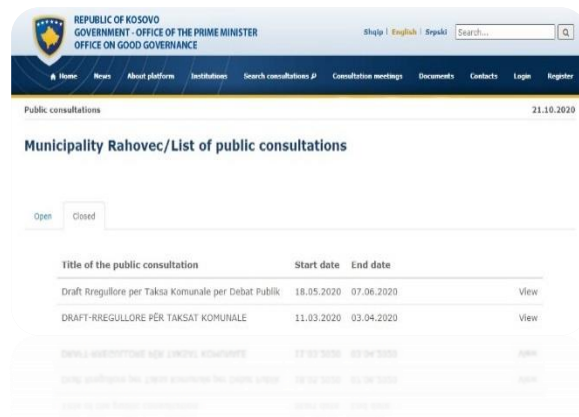 REPUBLIC OF KOSOVO
GOVERNMENT - OFFICE OF THE PRIME MINISTER
OFFICE ON GOOD GOVERNANCE
Shqip | English | Srpski Search...
Home News About platform Institutions Search consultations Consultation meetings Documents Contacts Login Register
Public consultations 21.10.2020
Municipality Rahovec/List of public consultations
Open Closed
Title of the public consultation Start date End date
Draft Rregullore per Taksa Komunale per Debat Publik 18.05.2020 07.06.2020 View
DRAFT-RREGULLORE PËR TAKSAT KOMUNALE 11.03.2020 03.04.2020 View